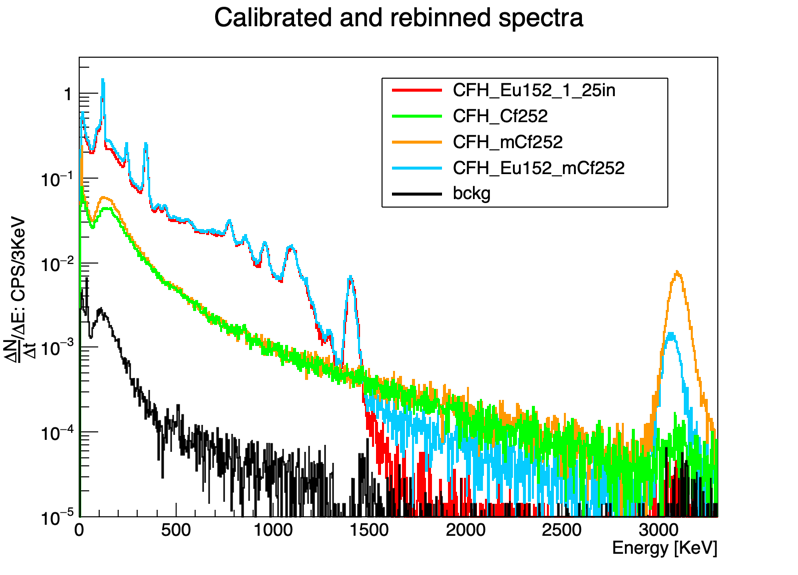 Calibrated and rebinned spectra
CFH_Eu152_1_25in
CFH_Cf252
CFH_mCf252
CFH_Eu152_mCf252
bckg
ΔN/Δt /ΔE: CPS/3KeV
1
10⁻¹
10⁻²
10⁻³
10⁻⁴
10⁻⁵
0 500 1000 1500 2000 2500 3000
Energy [KeV]